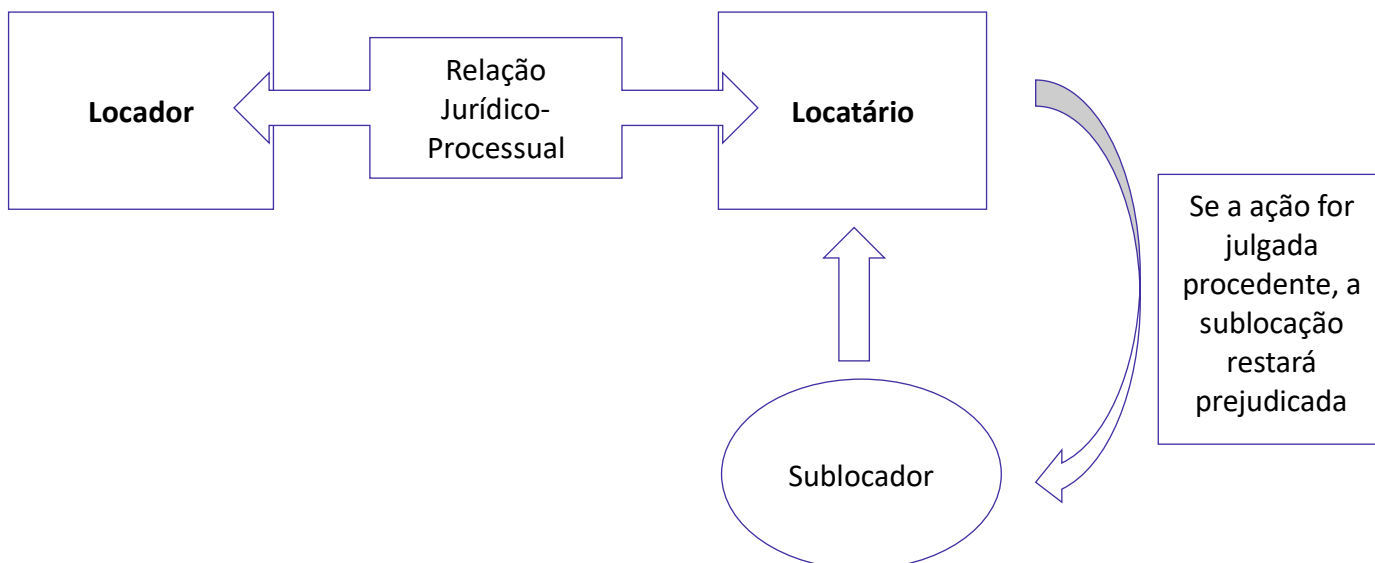 Locador
Relação
Jurídico-
Processual
Locatário
Se a ação for
julgada
procedente, a
sublocação
restará
prejudicada
Sublocador